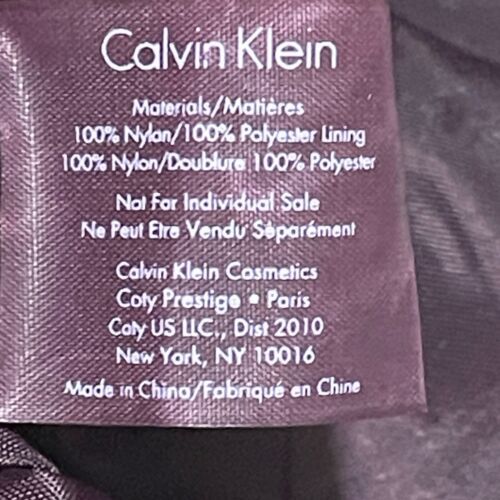 Calvin Klein
Materials/Matières
100% Nylon/100% Polyester Lining
100% Nylon/Doublure 100% Polyester
Not For Individual Sale
Ne Peut Etre Vendu Séparément
Calvin Klein Cosmetics
Coty Prestige • Paris
Coty US LLC., Dist 2010
New York, NY 10016
Made in China/Fabriqué en Chine